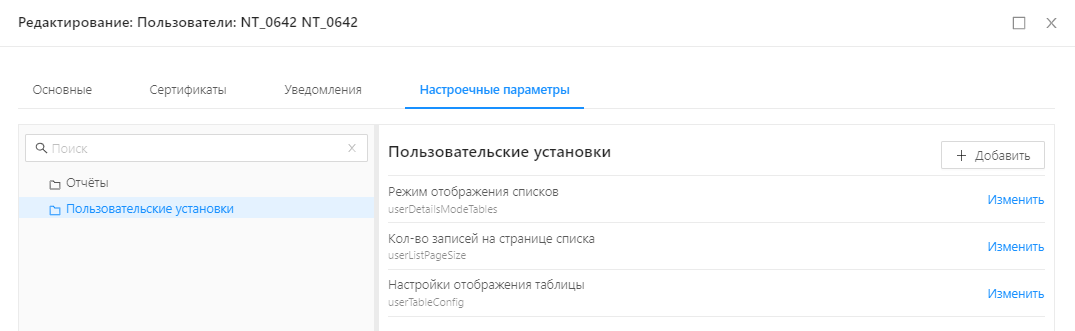 Редактирование: Пользователи: NT_0642 NT_0642
Основные
Сертификаты
Уведомления
Настроечные параметры
Поиск
Отчёты
Пользовательские установки
Пользовательские установки
Добавить
Режим отображения списков
userDetailsModeTables
Изменить
Кол-во записей на странице списка
userListPageSize
Изменить
Настройки отображения таблицы
userTableConfig
Изменить